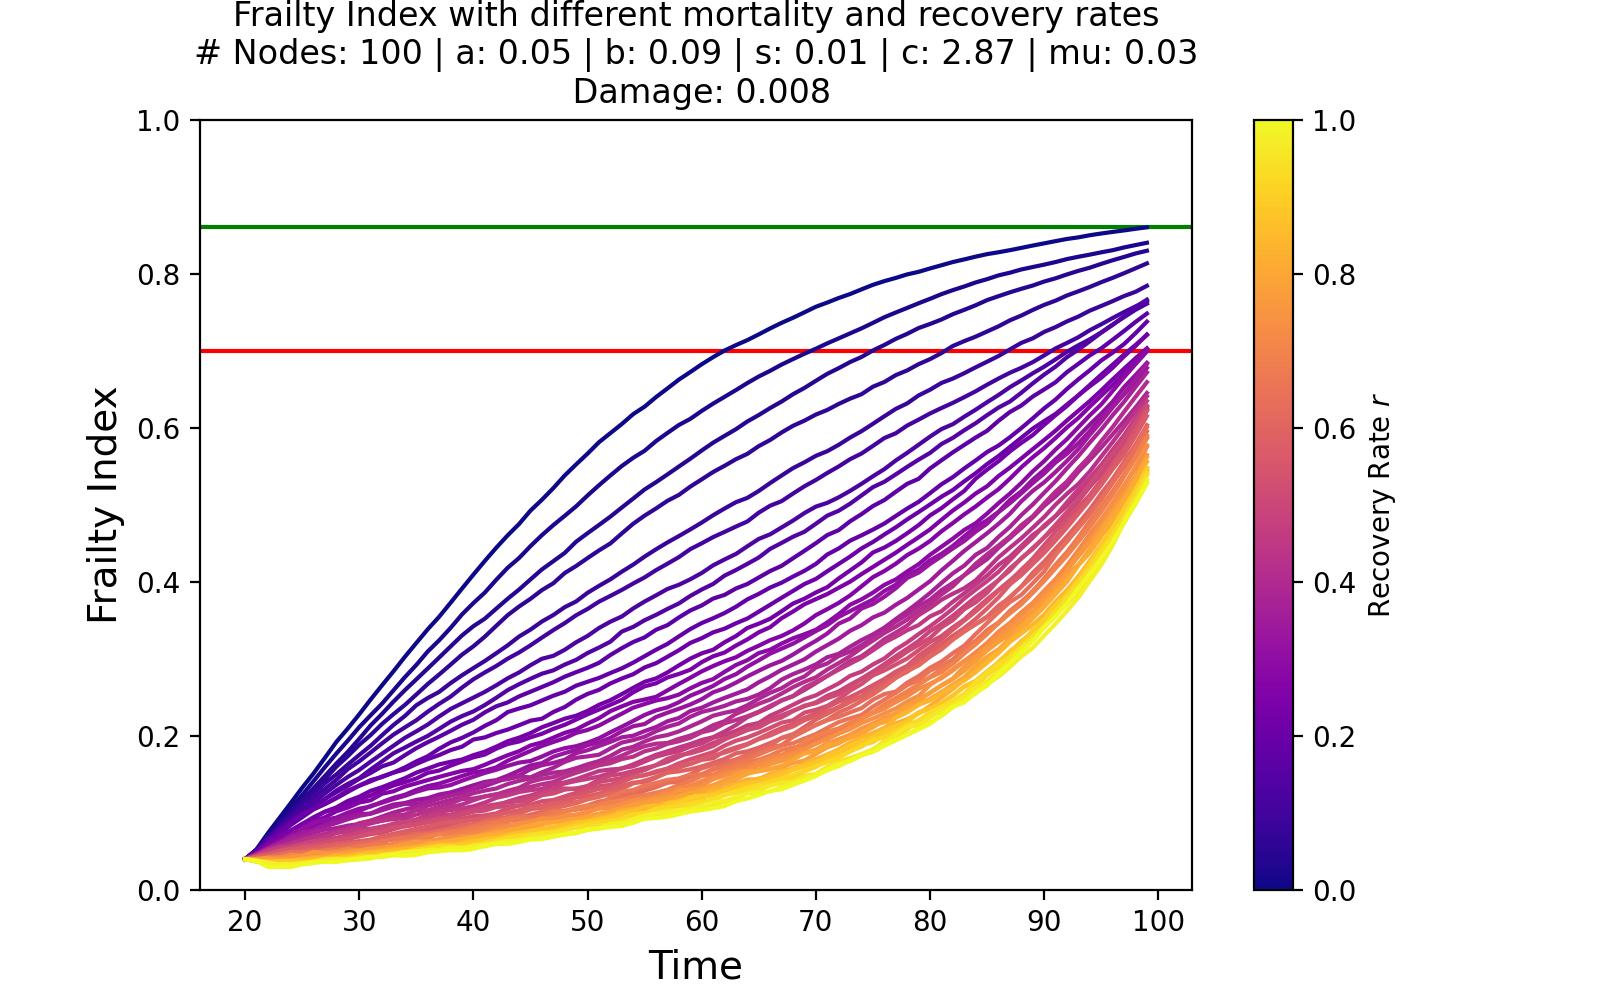 Frailty Index with different mortality and recovery rates
# Nodes: 100 | a: 0.05 | b: 0.09 | s: 0.01 | c: 2.87 | mu: 0.03
Damage: 0.008
1.0
0.8
0.6
0.4
0.2
0.0
Frailty Index
20 30 40 50 60 70 80 90 100
Time
1.0
0.8
0.6
0.4
0.2
0.0
Recovery Rate r